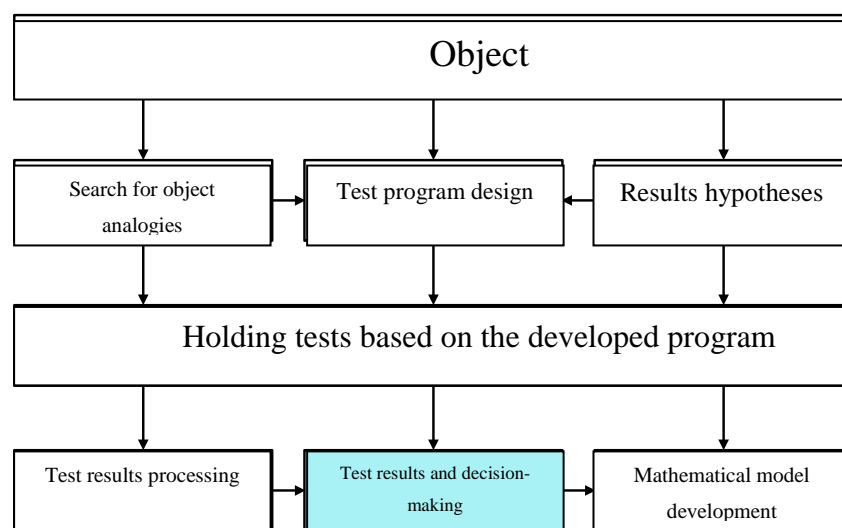 Object
Search for object
analogies
Test program design
Results hypotheses
Holding tests based on the developed program
Test results processing
Test results and decision-
making
Mathematical model
development